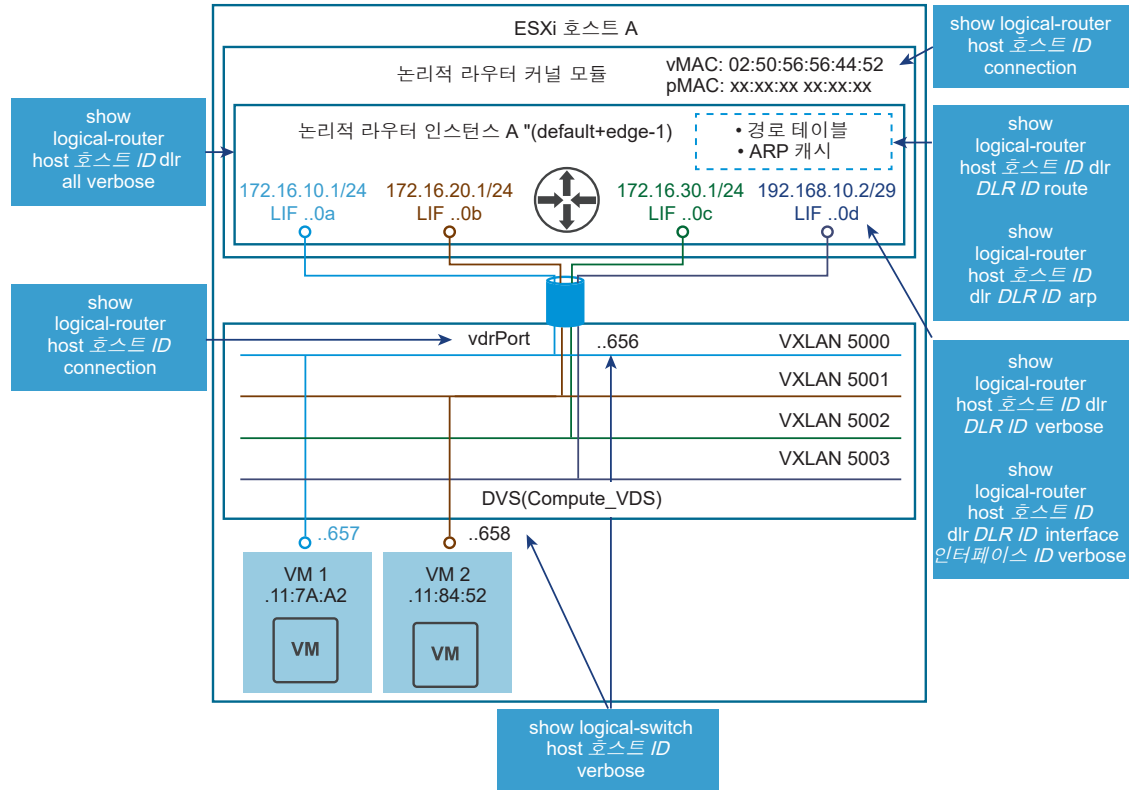 ESXi 호스트 A
논리적 라우터 커널 모듈
vMAC: 02:50:56:56:44:52
pMAC: xx:xx:xx xx:xx:xx
논리적 라우터 인스턴스 A "(default+edge-1)
• 경로 테이블
• ARP 캐시
172.16.10.1/24
LIF ..0a
172.16.20.1/24
LIF ..0b
172.16.30.1/24
LIF ..0c
192.168.10.2/29
LIF ..0d
vdrPort
..656
VXLAN 5000
VXLAN 5001
VXLAN 5002
VXLAN 5003
DVS(Compute_VDS)
..657
..658
VM 1
.11:7A:A2
VM
VM 2
.11:84:52
VM
show
logical-router
host 호스트 ID dlr
all verbose
show
logical-router
host 호스트 ID
connection
show logical-router
host 호스트 ID
connection
show
logical-router
host 호스트 ID dlr
DLR ID route
show
logical-router
host 호스트 ID
dlr DLR ID arp
show
logical-router
host 호스트 ID dlr
DLR ID verbose
show
logical-router
host 호스트 ID
dlr DLR ID interface
인터페이스 ID verbose
show logical-switch
host 호스트 ID
verbose